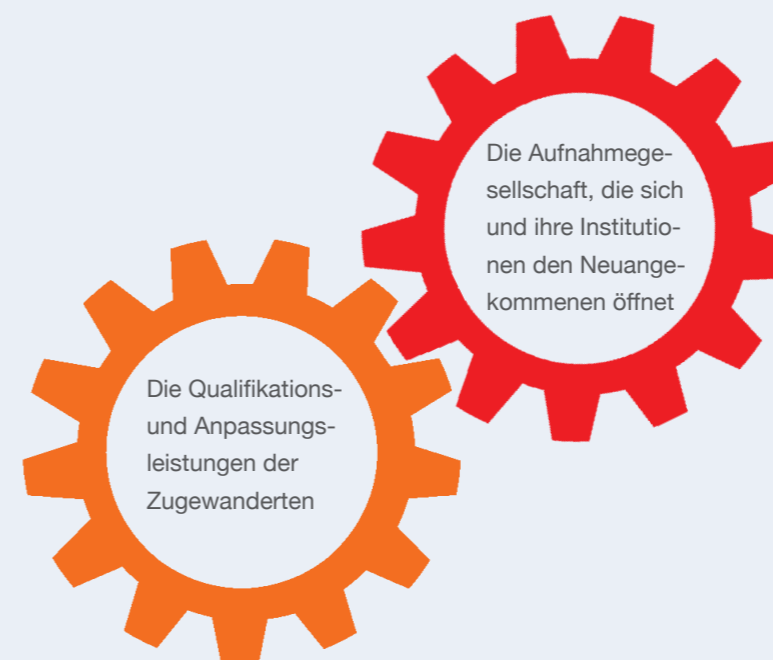 Die Aufnahmege-
sellschaft, die sich
und ihre Institutio-
nen den Neuange-
kommenen öffnet
Die Qualifikations-
und Anpassungs-
leistungen der
Zugewanderten